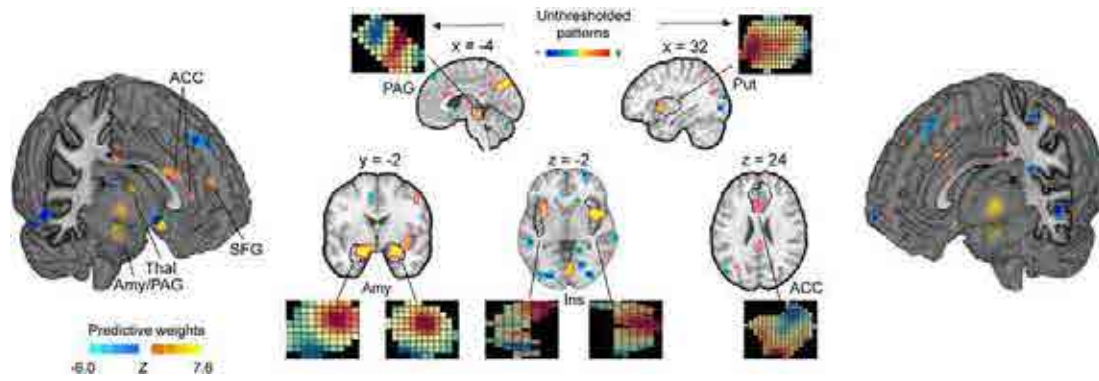 Unthresholded
patterns
- +
x = -4
x = 32
PAG
Put
ACC
y = -2
z = -2
z = 24
SFG
Thal
Amy/PAG
Amy
Ins
ACC
Predictive weights
-6.0 Z 7.6